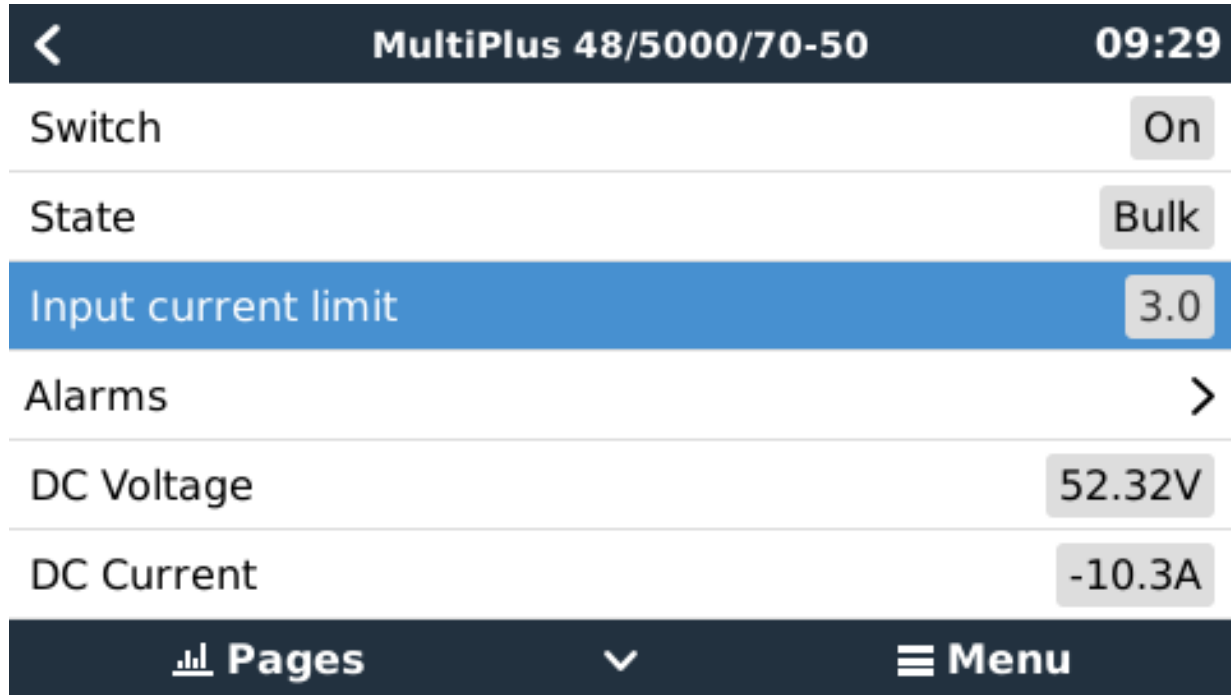 MultiPlus 48/5000/70-50 09:29
Switch On
State Bulk
Input current limit 3.0
Alarms
DC Voltage 52.32V
DC Current -10.3A
Pages Menu